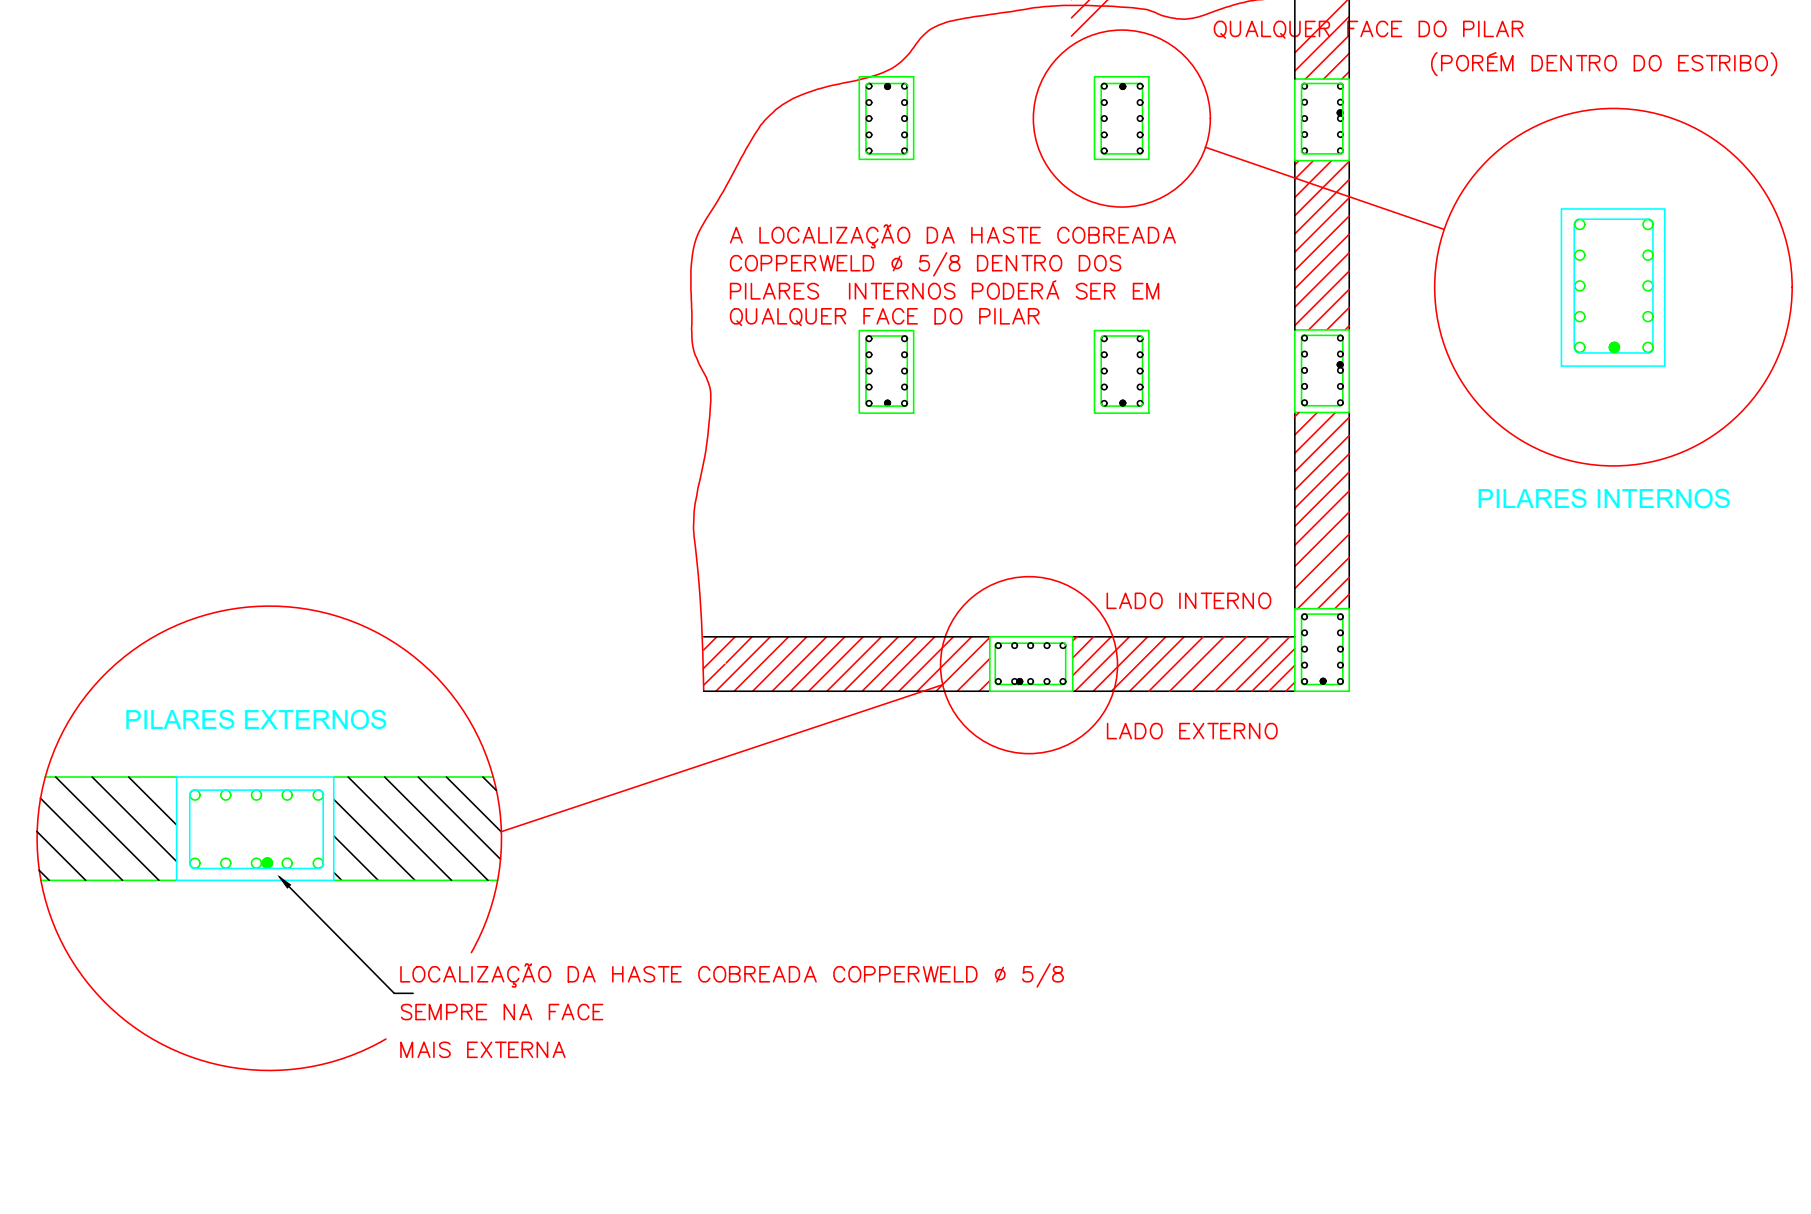 QUALQUER FACE DO PILAR
(PORÉM DENTRO DO ESTRIBO)
A LOCALIZAÇÃO DA HASTE COBREADA
COPPERWELD ø 5/8 DENTRO DOS
PILARES INTERNOS PODERÁ SER EM
QUALQUER FACE DO PILAR
PILARES INTERNOS
LADO INTERNO
LADO EXTERNO
PILARES EXTERNOS
LOCALIZAÇÃO DA HASTE COBREADA COPPERWELD ø 5/8
SEMPRE NA FACE
MAIS EXTERNA